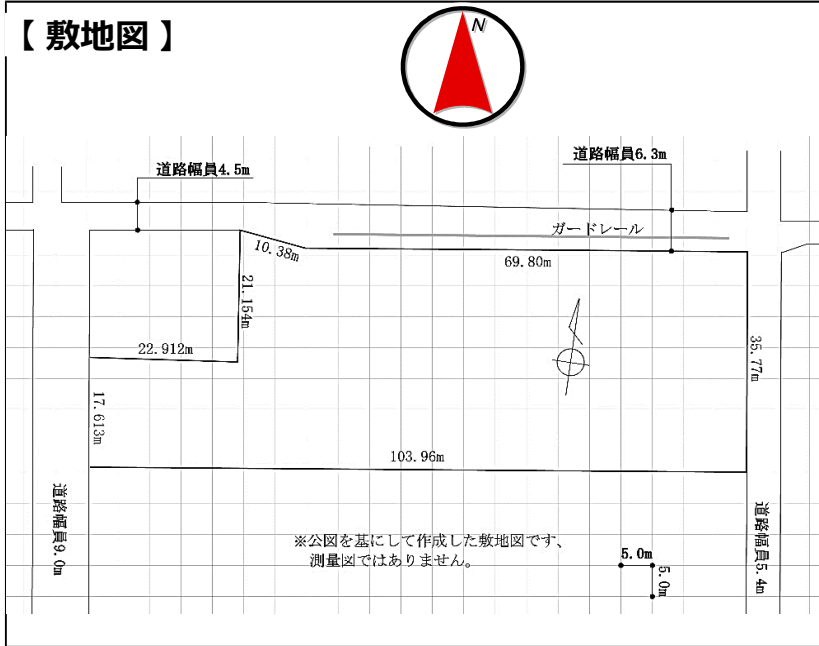 【 敷地図 】
N
道路幅員4.5m
道路幅員6.3m
ガードレール
10.38m
69.80m
21.154m
22.912m
35.77m
17.613m
103.96m
道路幅員9.0m
※公図を基にして作成した敷地図です、
測量図ではありません。
5.0m
5.0m
道路幅員5.4m